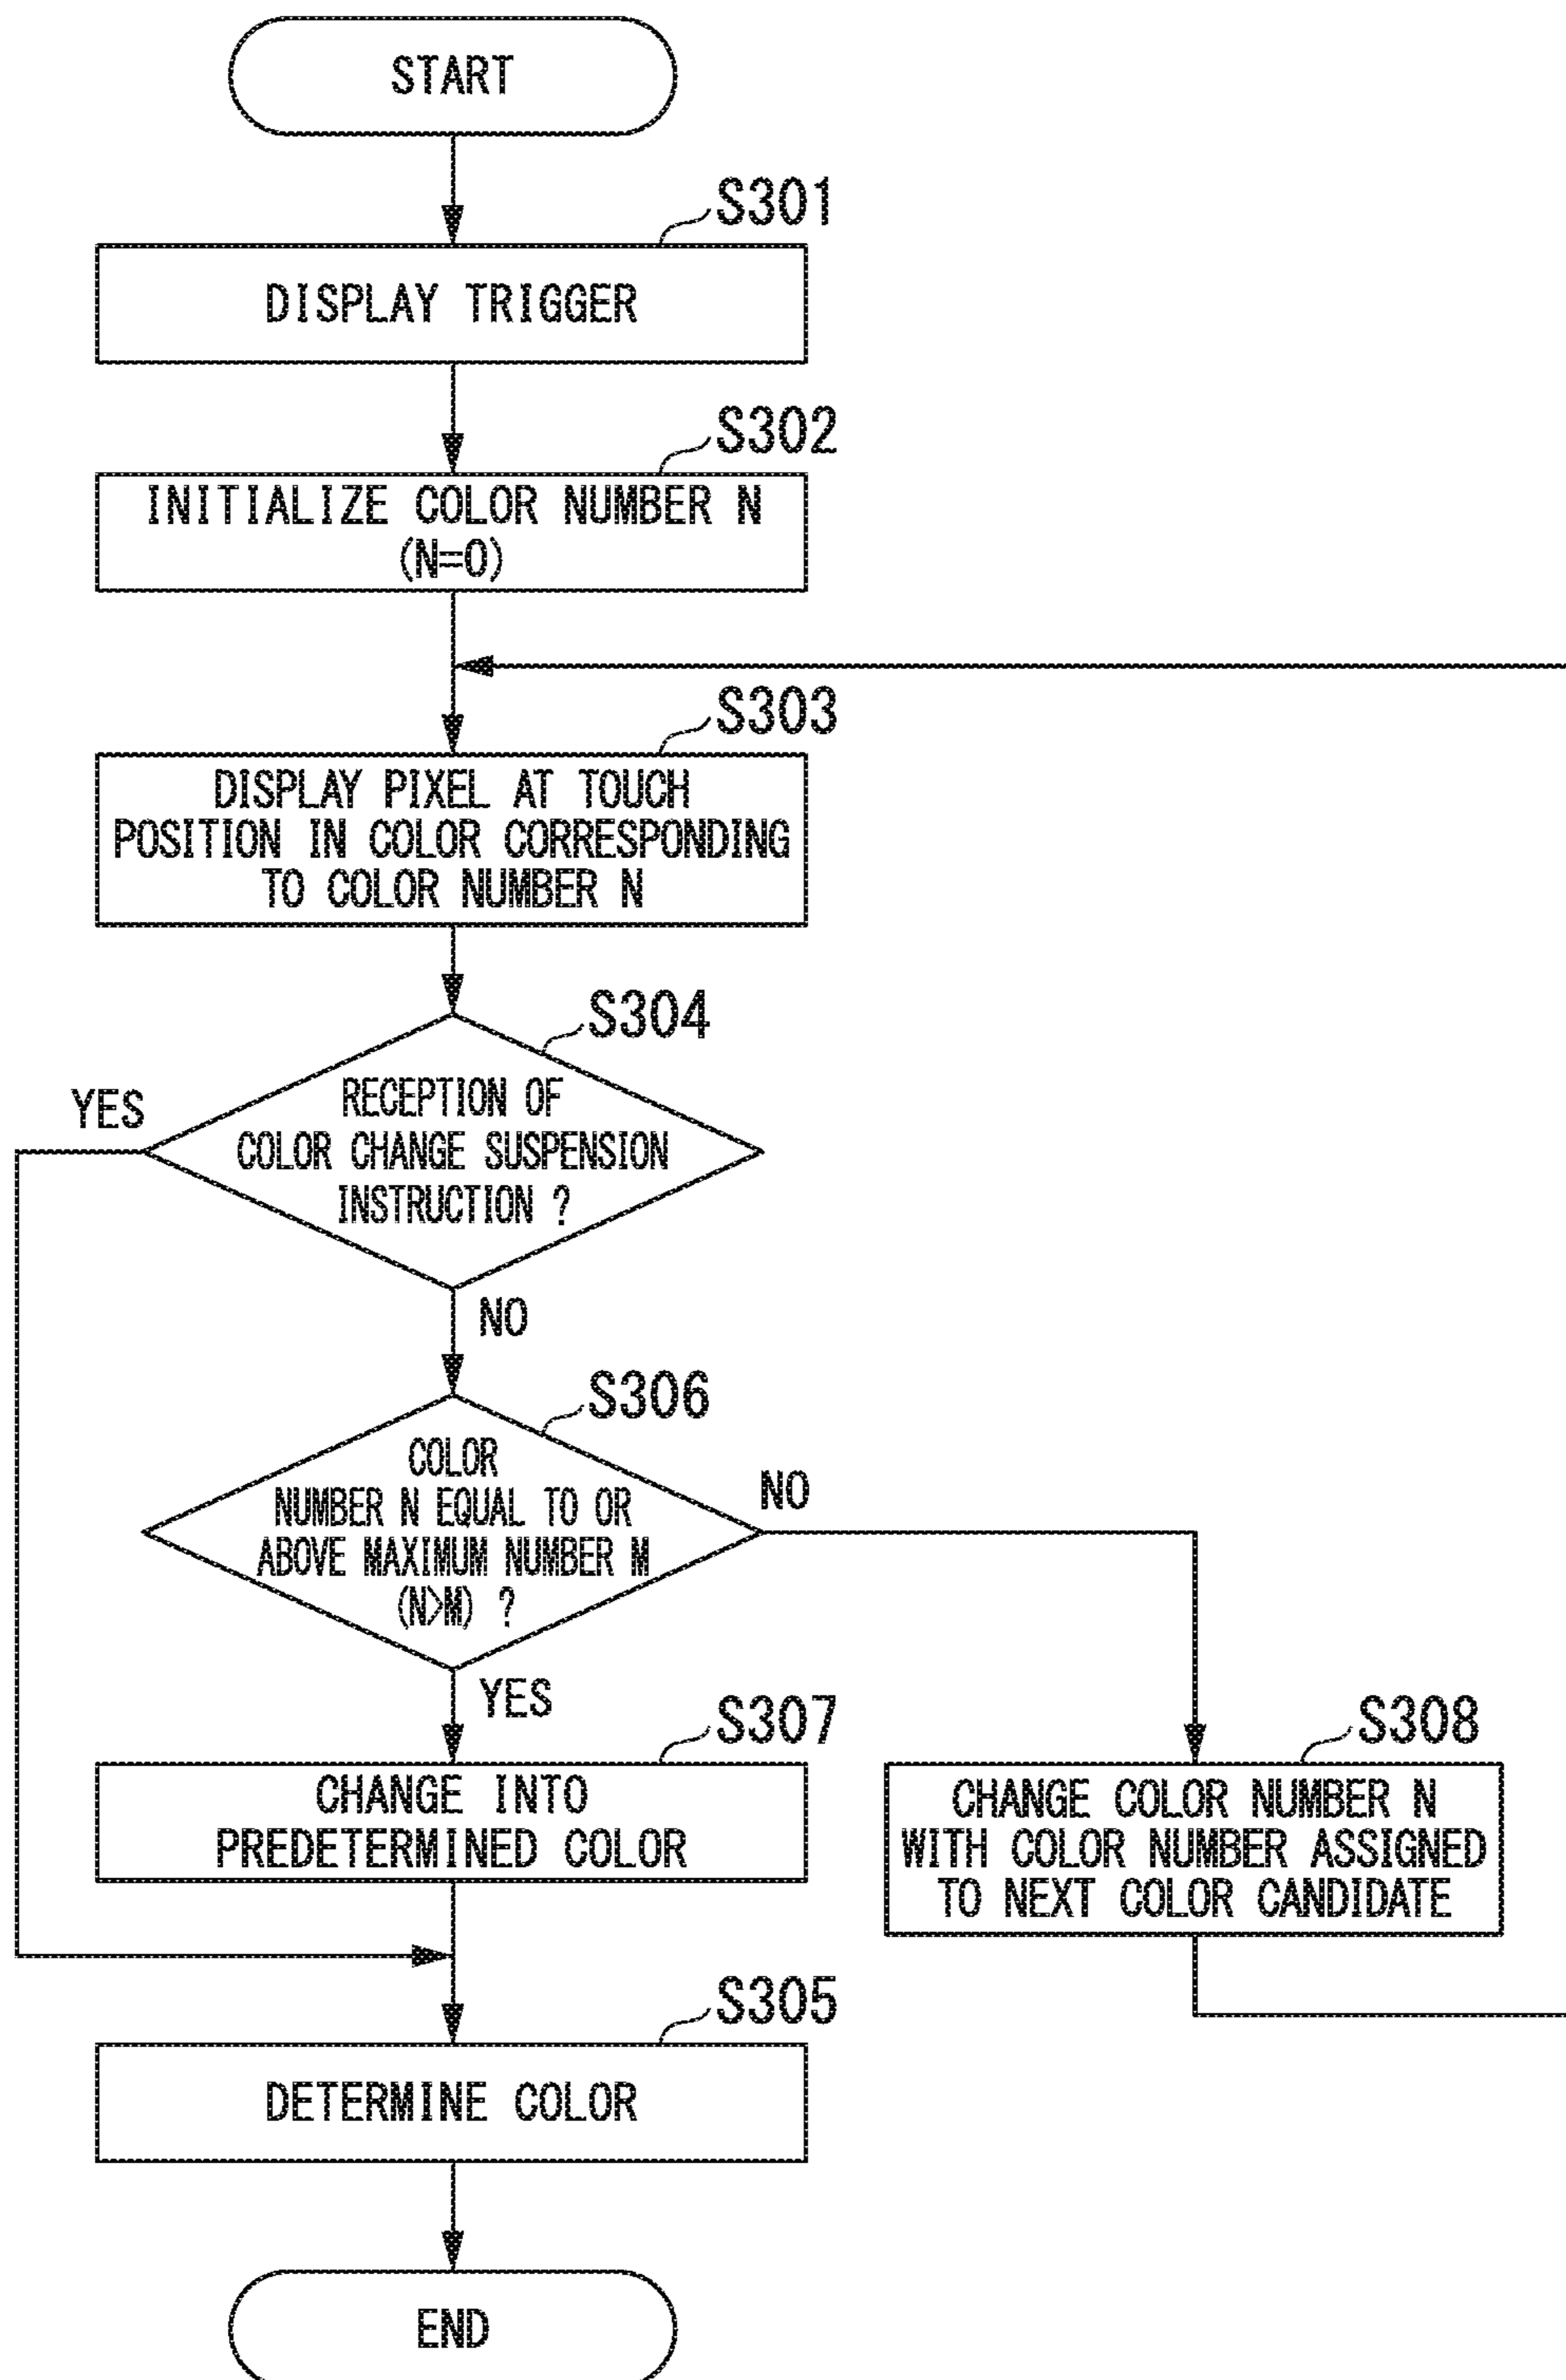 START
S301
DISPLAY TRIGGER
S302
INITIALIZE COLOR NUMBER N
(N=0)
S303
DISPLAY PIXEL AT TOUCH
POSITION IN COLOR CORRESPONDING
TO COLOR NUMBER N
S304
RECEPTION OF
COLOR CHANGE SUSPENSION
INSTRUCTION ?
YES
NO
S306
COLOR
NUMBER N EQUAL TO OR
ABOVE MAXIMUM NUMBER M
(N>M) ?
NO
YES
S307
CHANGE INTO
PREDETERMINED COLOR
S308
CHANGE COLOR NUMBER N
WITH COLOR NUMBER ASSIGNED
TO NEXT COLOR CANDIDATE
S305
DETERMINE COLOR
END